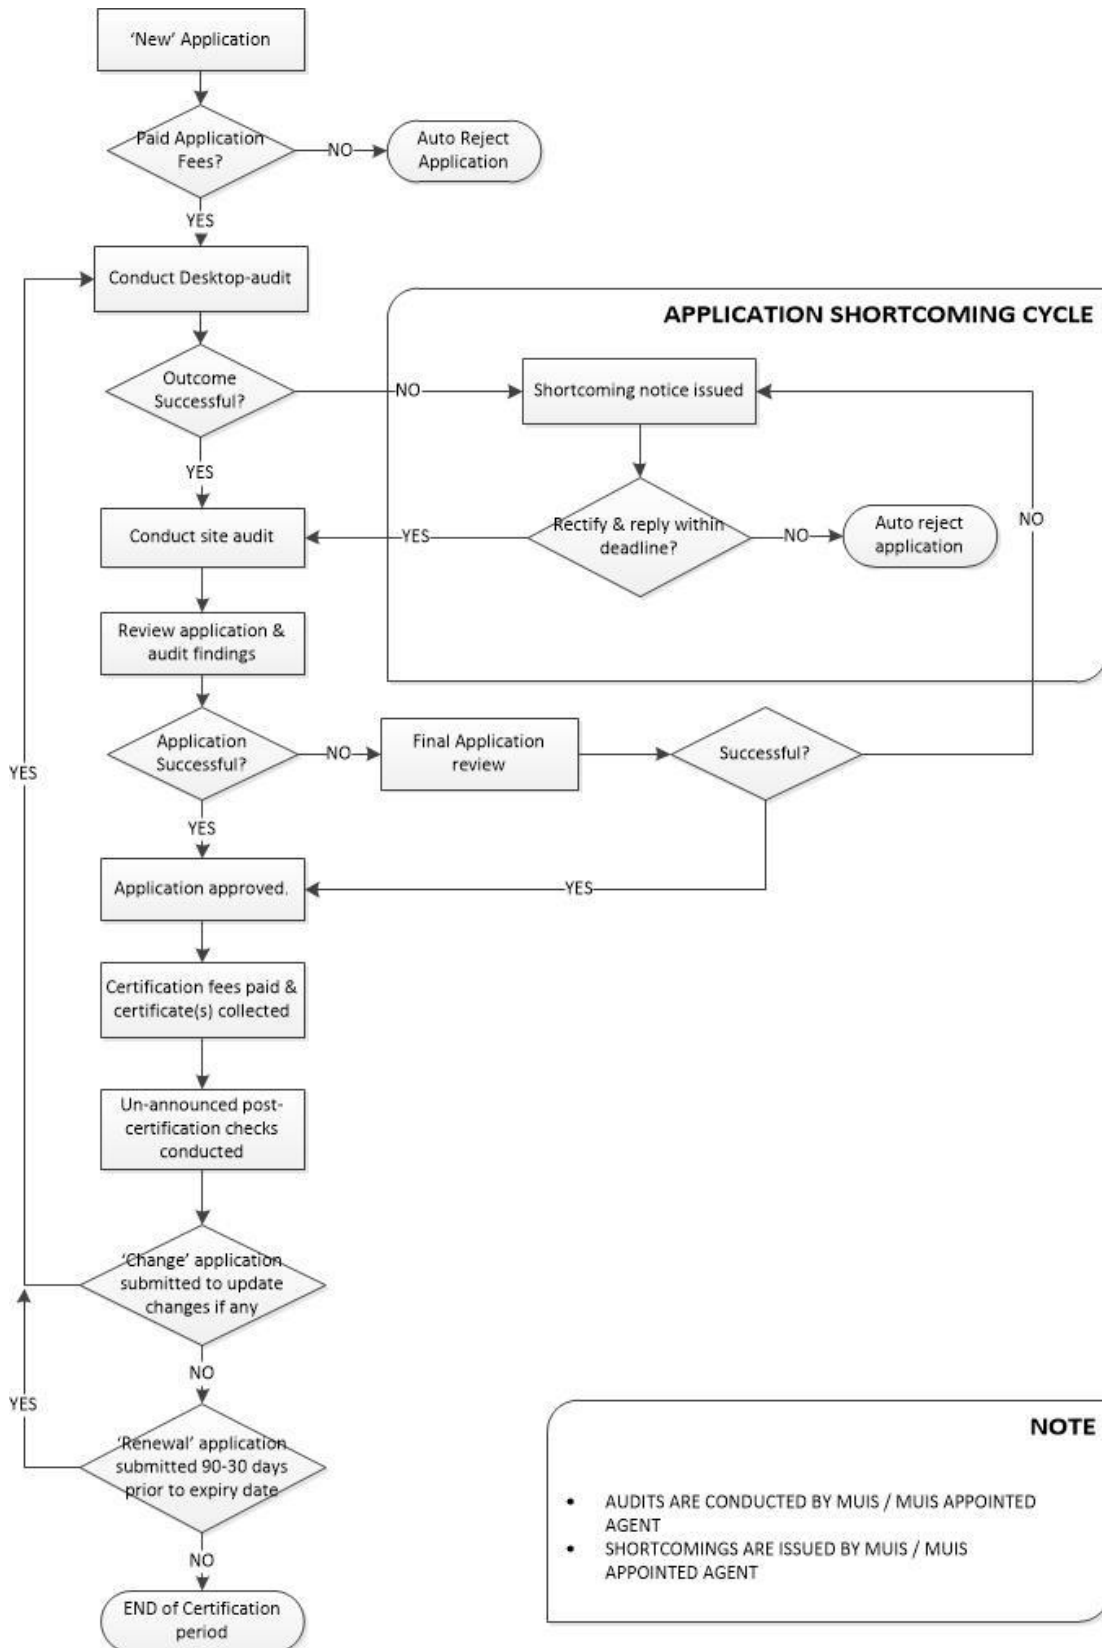 ‘New’ Application
Paid Application
Fees?
NO
Auto Reject
Application
YES
Conduct Desktop-audit
APPLICATION SHORTCOMING CYCLE
Outcome
Successful?
NO
Shortcoming notice issued
YES
Conduct site audit
YES
Rectify & reply within
deadline?
NO
Auto reject
application
NO
Review application &
audit findings
Application
Successful?
NO
Final Application
review
Successful?
YES
YES
Application approved.
YES
Certification fees paid &
certificate(s) collected
Un-announced post-
certification checks
conducted
‘Change’ application
submitted to update
changes if any
NO
YES
‘Renewal’ application
submitted 90-30 days
prior to expiry date
NO
END of Certification
period
NOTE
• AUDITS ARE CONDUCTED BY MUIS / MUIS APPOINTED
AGENT
• SHORTCOMINGS ARE ISSUED BY MUIS / MUIS
APPOINTED AGENT